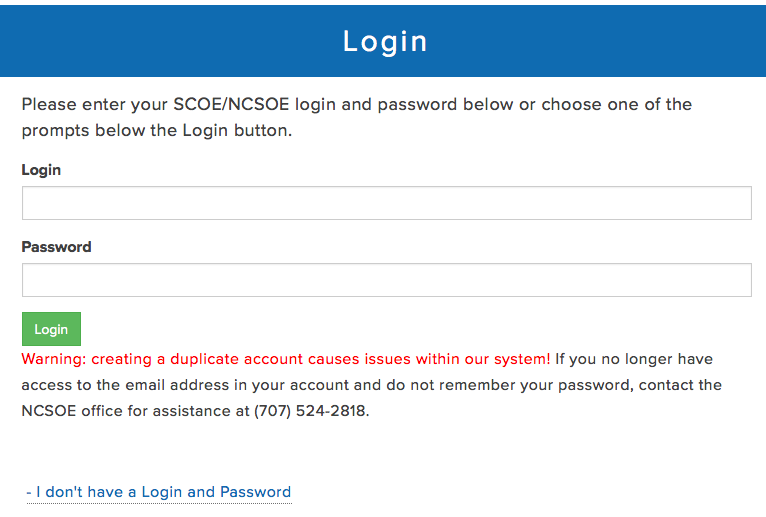 Login
Please enter your SCOE/NCSOE login and password below or choose one of the
prompts below the Login button.
Login
Password
Login
Warning: creating a duplicate account causes issues within our system! If you no longer have
access to the email address in your account and do not remember your password, contact the
NCSOE office for assistance at (707) 524-2818.
- I don't have a Login and Password